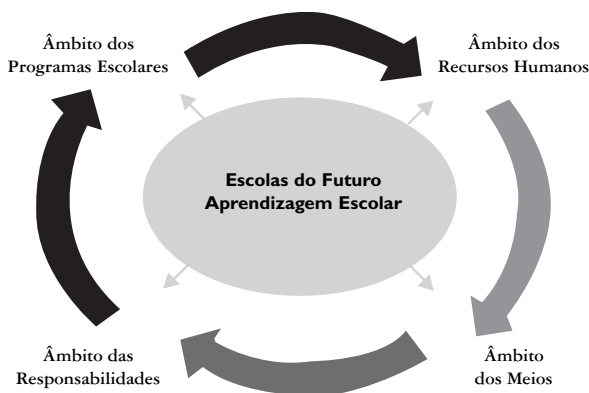 Âmbito dos
Programas Escolares
Âmbito dos
Recursos Humanos
Escolas do Futuro
Aprendizagem Escolar
Âmbito das
Responsabilidades
Âmbito
dos Meios